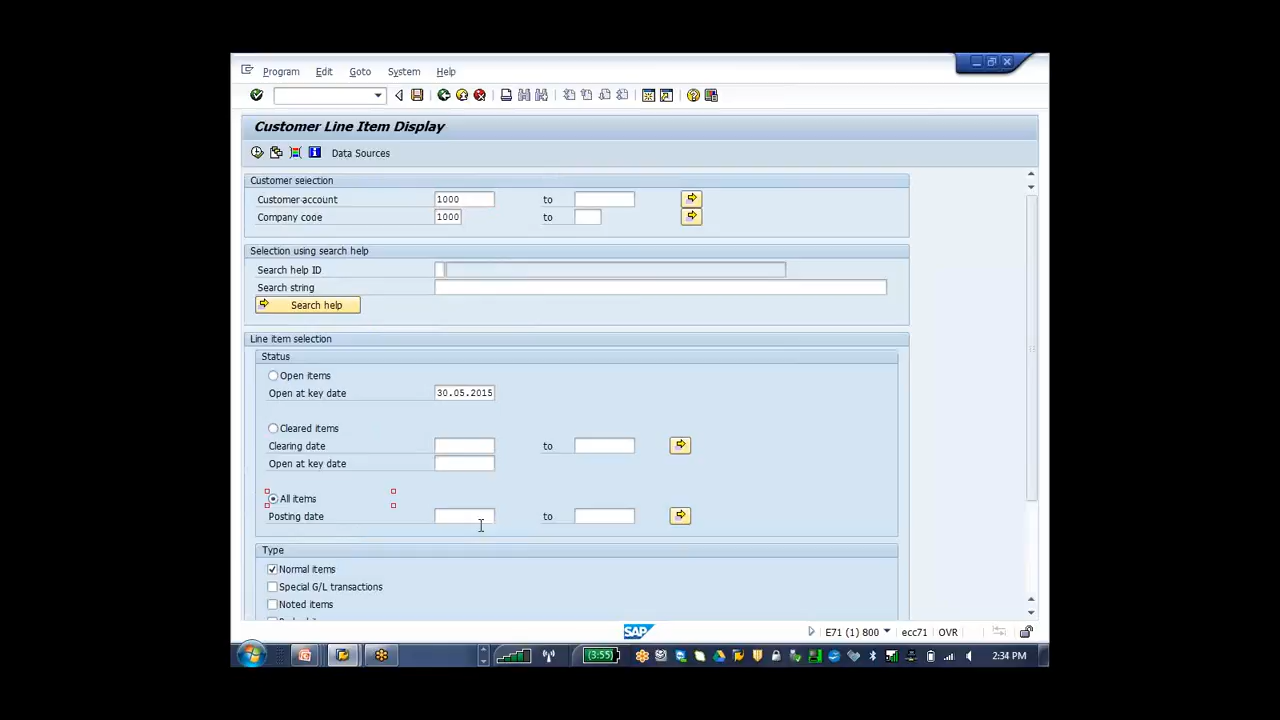 Program Edit Goto System Help
Customer Line Item Display
Data Sources
Customer selection
Customer account 1000 to
Company code 1000 to
Selection using search help
Search help ID
Search string
Search help
Line item selection
Status
Open items
Open at key date 30.05.2015
Cleared items
Clearing date to
Open at key date
All items
Posting date to
Type
Normal items
Special G/L transactions
Noted items
SAP E71 (1) 800 ecc71 OVR
(3:55) 2:34 PM